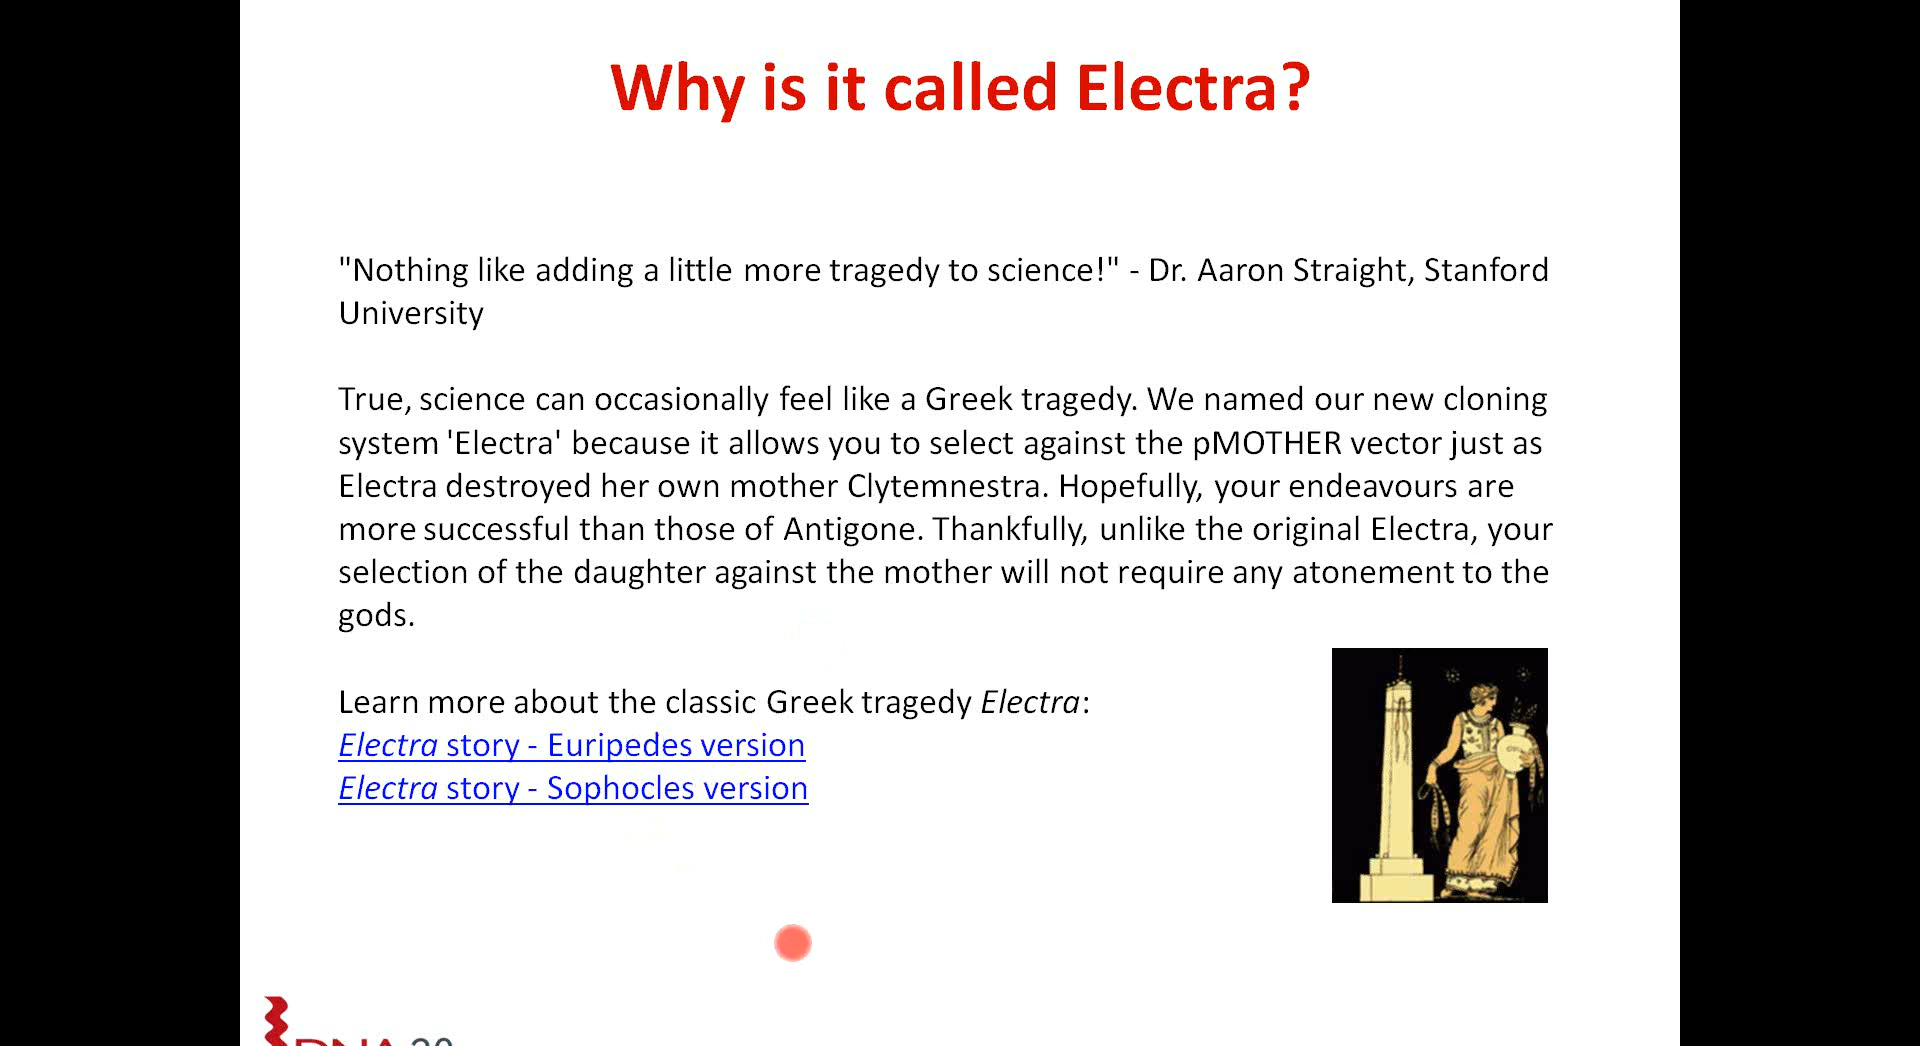 Why is it called Electra?
"Nothing like adding a little more tragedy to science!" - Dr. Aaron Straight, Stanford
University
True, science can occasionally feel like a Greek tragedy. We named our new cloning
system 'Electra' because it allows you to select against the pMOTHER vector just as
Electra destroyed her own mother Clytemnestra. Hopefully, your endeavours are
more successful than those of Antigone. Thankfully, unlike the original Electra, your
selection of the daughter against the mother will not require any atonement to the
gods.
Learn more about the classic Greek tragedy Electra:
Electra story - Euripedes version
Electra story - Sophocles version